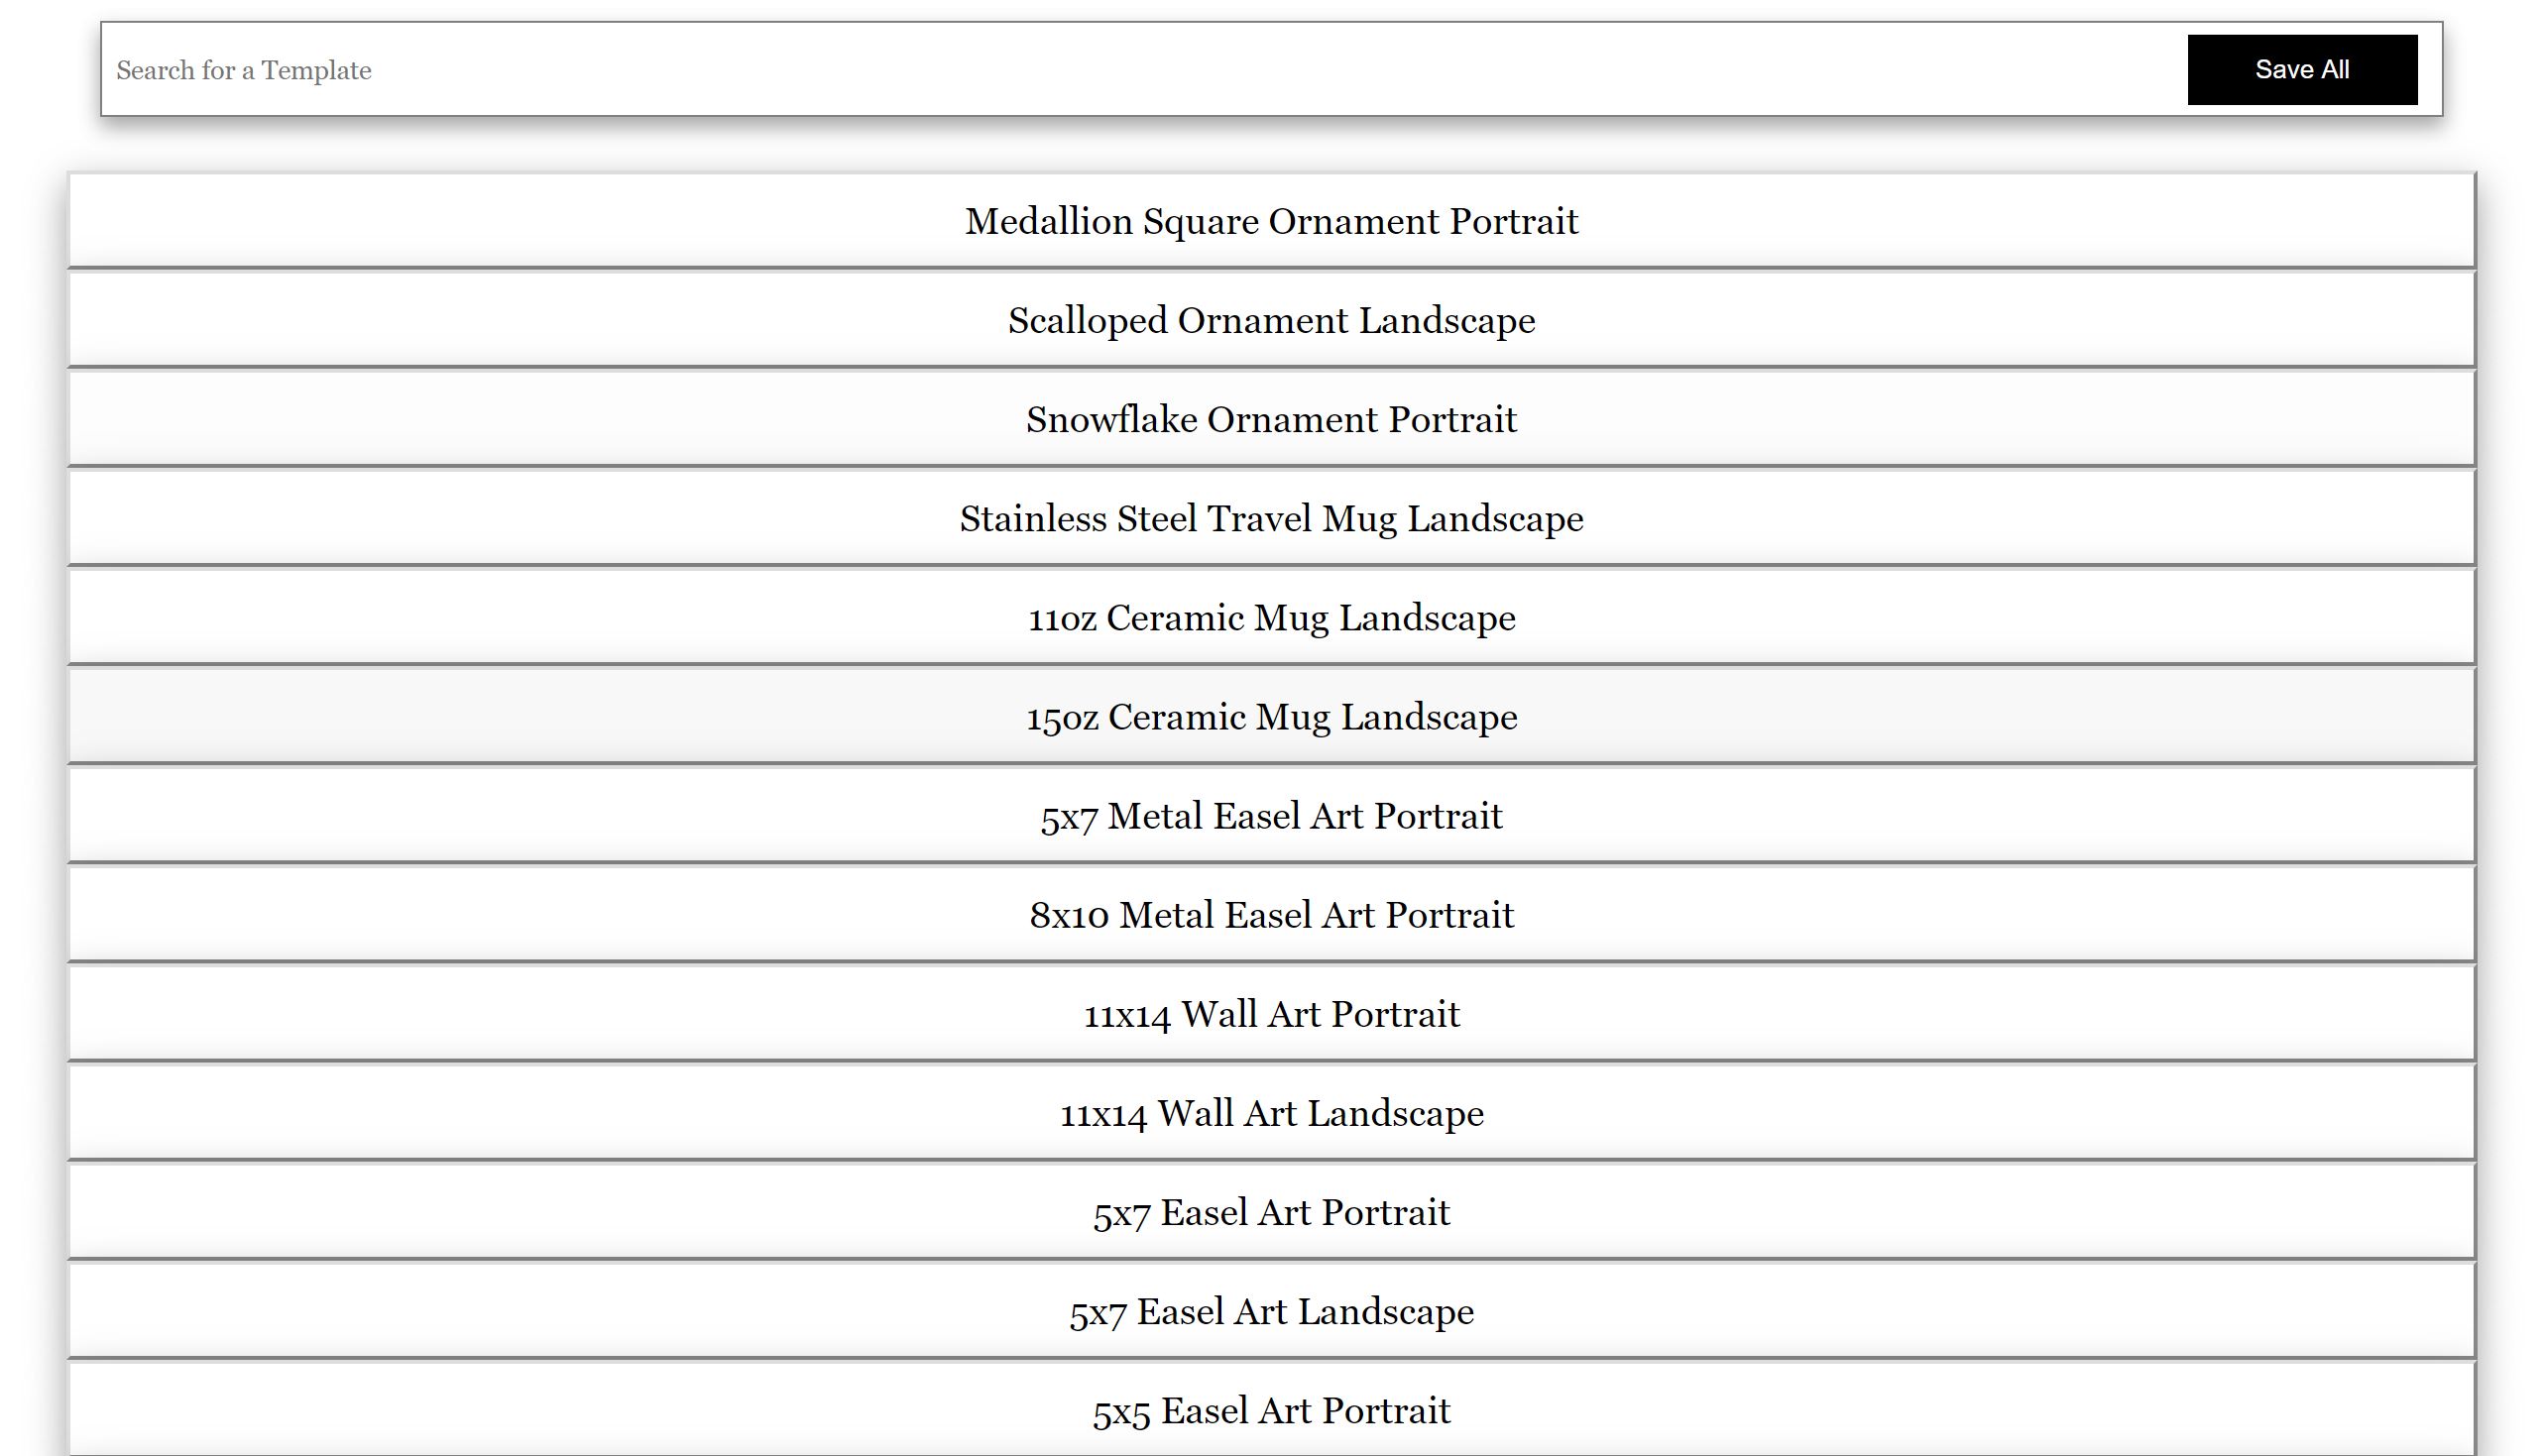 Search for a Template
Save All
Medallion Square Ornament Portrait
Scalloped Ornament Landscape
Snowflake Ornament Portrait
Stainless Steel Travel Mug Landscape
11oz Ceramic Mug Landscape
15oz Ceramic Mug Landscape
5x7 Metal Easel Art Portrait
8x10 Metal Easel Art Portrait
11x14 Wall Art Portrait
11x14 Wall Art Landscape
5x7 Easel Art Portrait
5x7 Easel Art Landscape
5x5 Easel Art Portrait